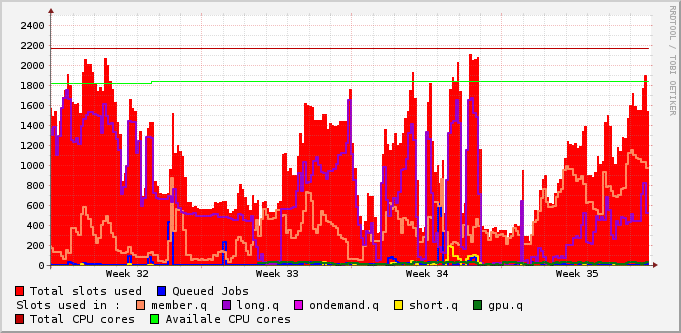 2400
2200
2000
1800
1600
1400
1200
1000
800
600
400
200
0
Week 32 Week 33 Week 34 Week 35
RRDTOOL / TOBI OETIKER
Total slots used Queued Jobs
Slots used in : member.q long.q ondemand.q short.q gpu.q
Total CPU cores Availale CPU cores